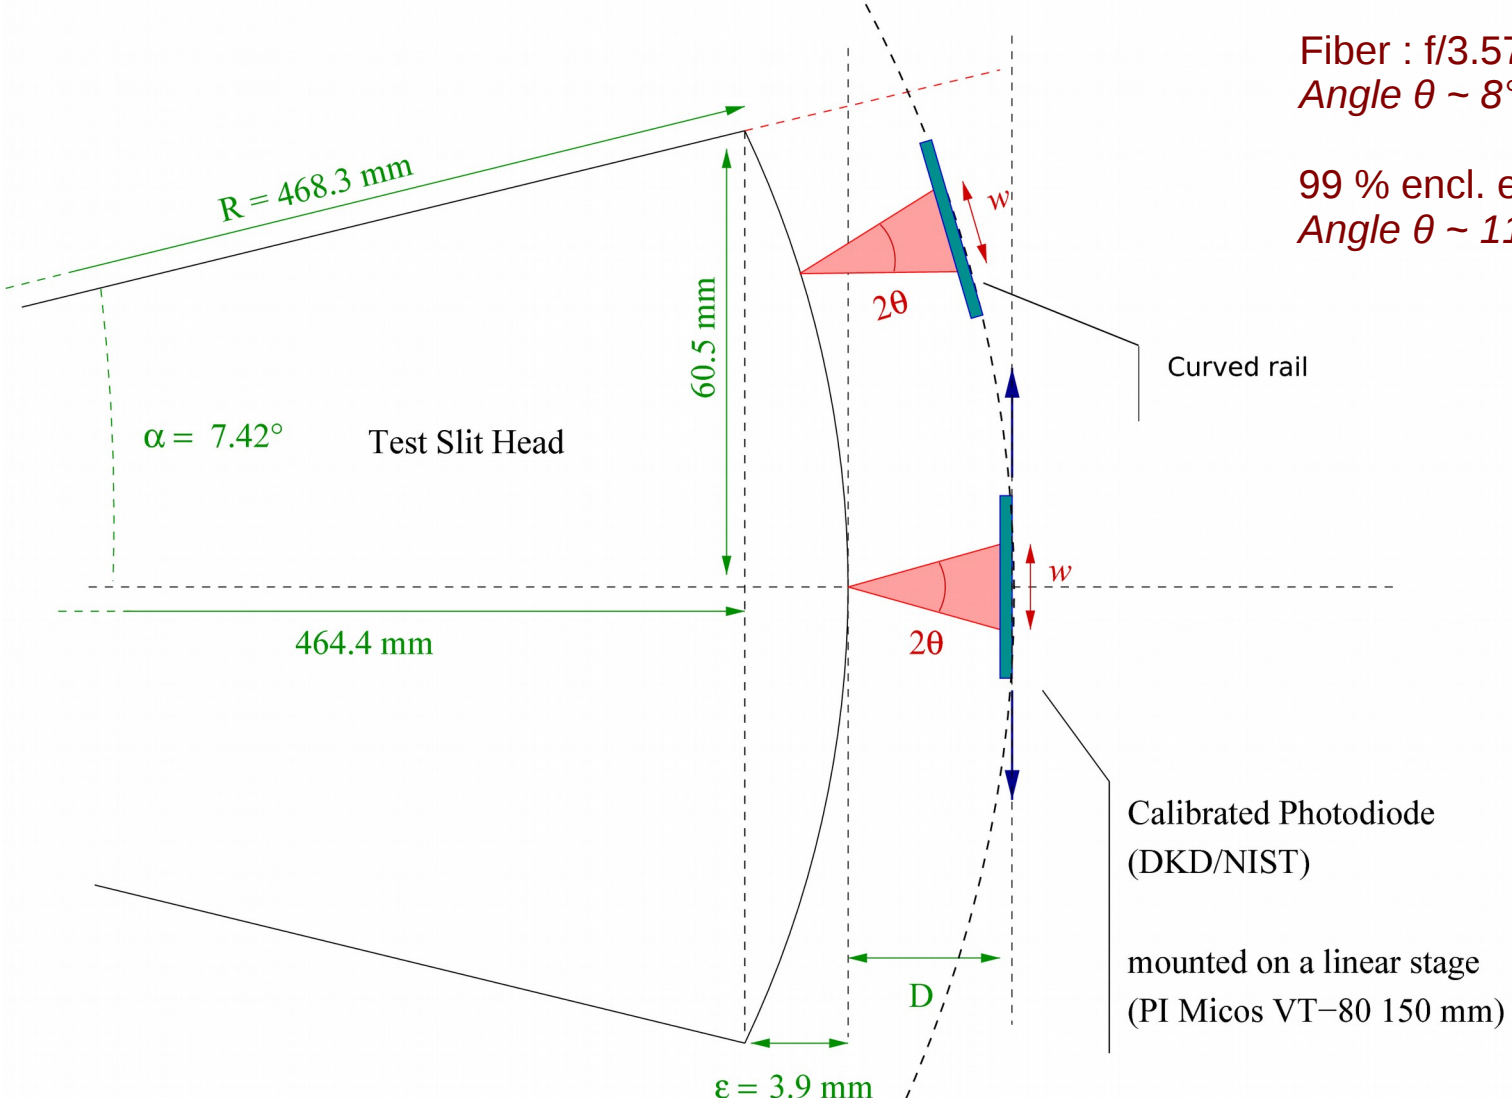 Fiber : f/3.57
Angle θ ~ 8°
99 % encl. e
Angle θ ~ 11
R = 468.3 mm
w
2θ
60.5 mm
Curved rail
α = 7.42°
Test Slit Head
w
2θ
464.4 mm
Calibrated Photodiode
(DKD/NIST)
mounted on a linear stage
(PI Micos VT−80 150 mm)
D
ε = 3.9 mm